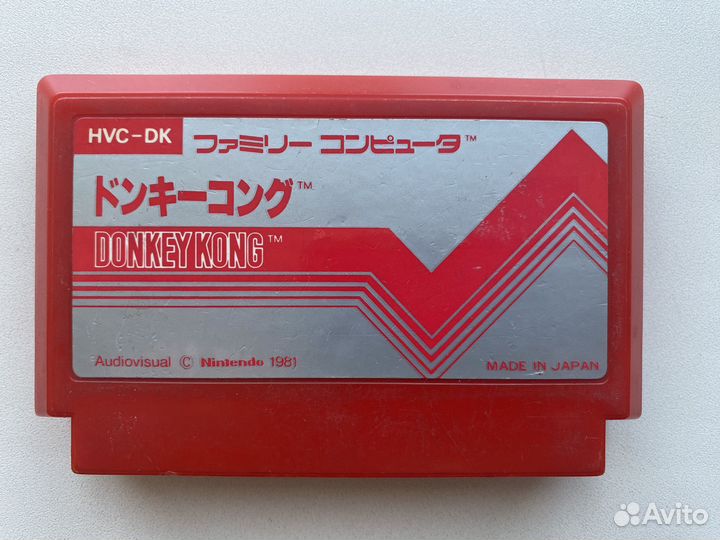 HVC-DK ファミリー コンピュータ™
ドンキーコング™
DONKEY KONG™
Audiovisual © Nintendo 1981
MADE IN JAPAN
Avito